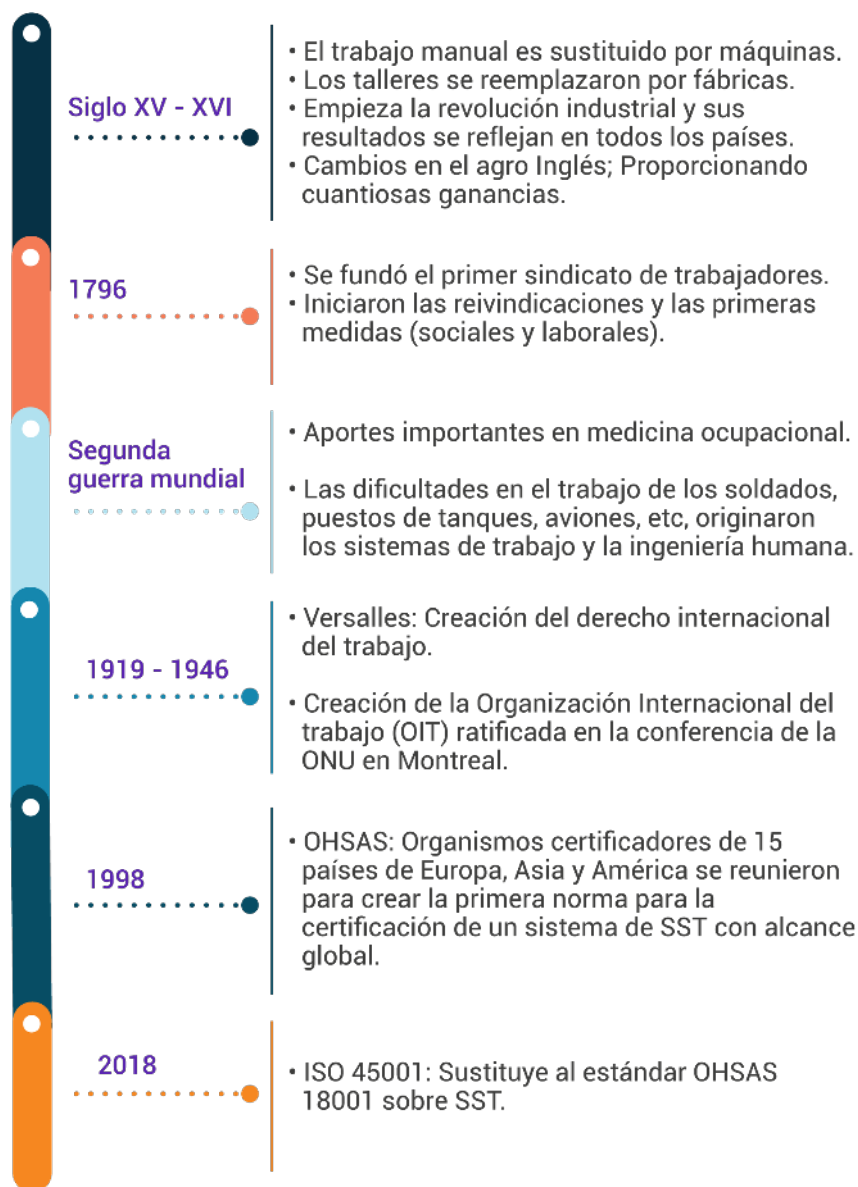 Siglo XV - XVI
• El trabajo manual es sustituido por máquinas.
• Los talleres se reemplazaron por fábricas.
• Empieza la revolución industrial y sus
resultados se reflejan en todos los países.
• Cambios en el agro Inglés; Proporcionando
cuantiosas ganancias.
1796
• Se fundó el primer sindicato de trabajadores.
• Iniciaron las reivindicaciones y las primeras
medidas (sociales y laborales).
Segunda
guerra mundial
• Aportes importantes en medicina ocupacional.
• Las dificultades en el trabajo de los soldados,
puestos de tanques, aviones, etc, originaron
los sistemas de trabajo y la ingeniería humana.
1919 - 1946
• Versalles: Creación del derecho internacional
del trabajo.
• Creación de la Organización Internacional del
trabajo (OIT) ratificada en la conferencia de la
ONU en Montreal.
1998
• OHSAS: Organismos certificadores de 15
países de Europa, Asia y América se reunieron
para crear la primera norma para la
certificación de un sistema de SST con alcance
global.
2018
• ISO 45001: Sustituye al estándar OHSAS
18001 sobre SST.